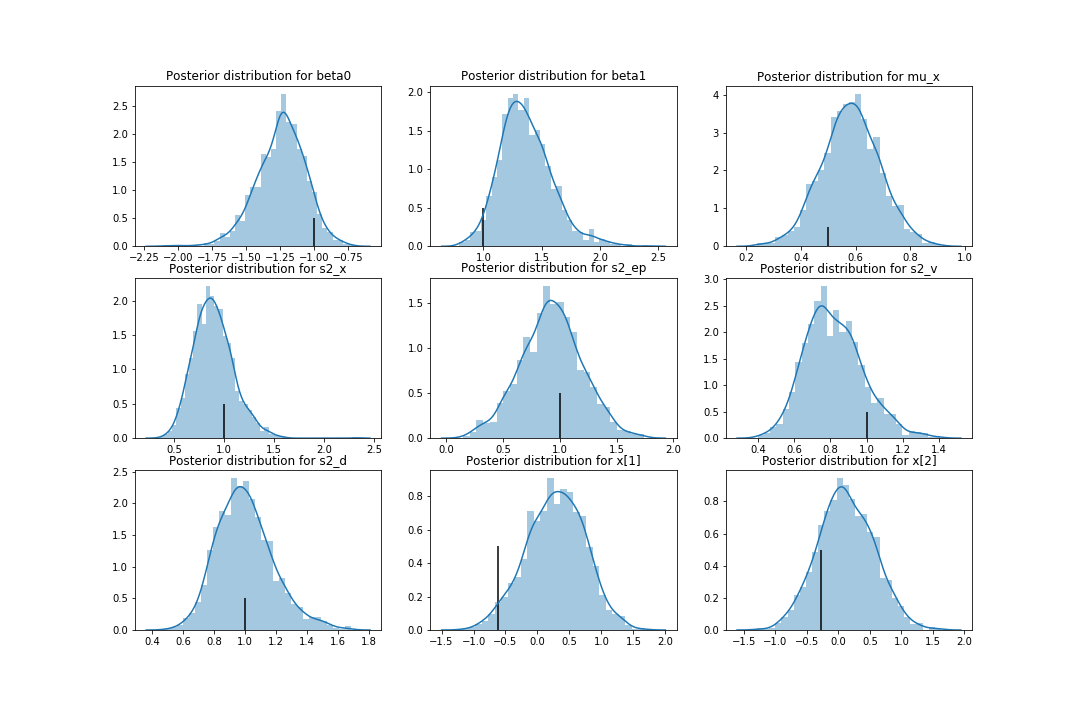 Posterior distribution for beta0
Posterior distribution for beta1
Posterior distribution for mu_x
2.5
2.0
1.5
1.0
0.5
0.0
−2.25 −2.00 −1.75 −1.50 −1.25 −1.00 −0.75
2.0
1.5
1.0
0.5
0.0
1.0 1.5 2.0 2.5
4
3
2
1
0
0.2 0.4 0.6 0.8 1.0
Posterior distribution for s2_x
Posterior distribution for s2_ep
Posterior distribution for s2_v
2.0
1.5
1.0
0.5
0.0
0.5 1.0 1.5 2.0 2.5
1.5
1.0
0.5
0.0
0.0 0.5 1.0 1.5 2.0
3.0
2.5
2.0
1.5
1.0
0.5
0.0
0.4 0.6 0.8 1.0 1.2 1.4
Posterior distribution for s2_d
Posterior distribution for x[1]
Posterior distribution for x[2]
2.5
2.0
1.5
1.0
0.5
0.0
0.4 0.6 0.8 1.0 1.2 1.4 1.6 1.8
0.8
0.6
0.4
0.2
0.0
−1.5 −1.0 −0.5 0.0 0.5 1.0 1.5 2.0
0.8
0.6
0.4
0.2
0.0
−1.5 −1.0 −0.5 0.0 0.5 1.0 1.5 2.0